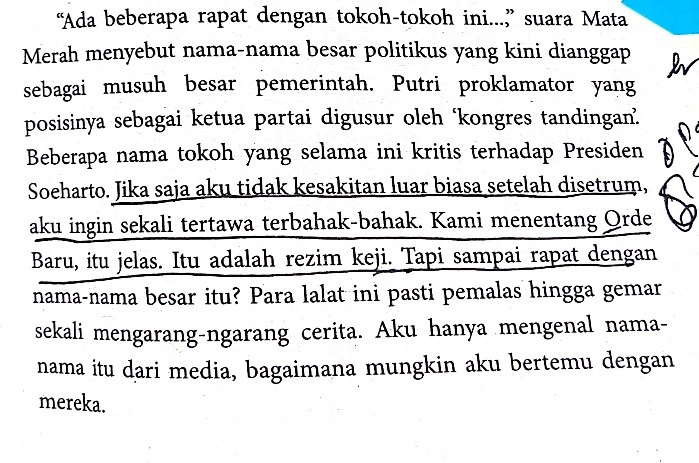 “Ada beberapa rapat dengan tokoh-tokoh ini...,” suara Mata
Merah menyebut nama-nama besar politikus yang kini dianggap
sebagai musuh besar pemerintah. Putri proklamator yang
posisinya sebagai ketua partai digusur oleh ‘kongres tandingan’.
Beberapa nama tokoh yang selama ini kritis terhadap Presiden
Soeharto. Jika saja aku tidak kesakitan luar biasa setelah disetrum,
aku ingin sekali tertawa terbahak-bahak. Kami menentang Orde
Baru, itu jelas. Itu adalah rezim keji. Tapi sampai rapat dengan
nama-nama besar itu? Para lalat ini pasti pemalas hingga gemar
sekali mengarang-ngarang cerita. Aku hanya mengenal nama-
nama itu dari media, bagaimana mungkin aku bertemu dengan
mereka.